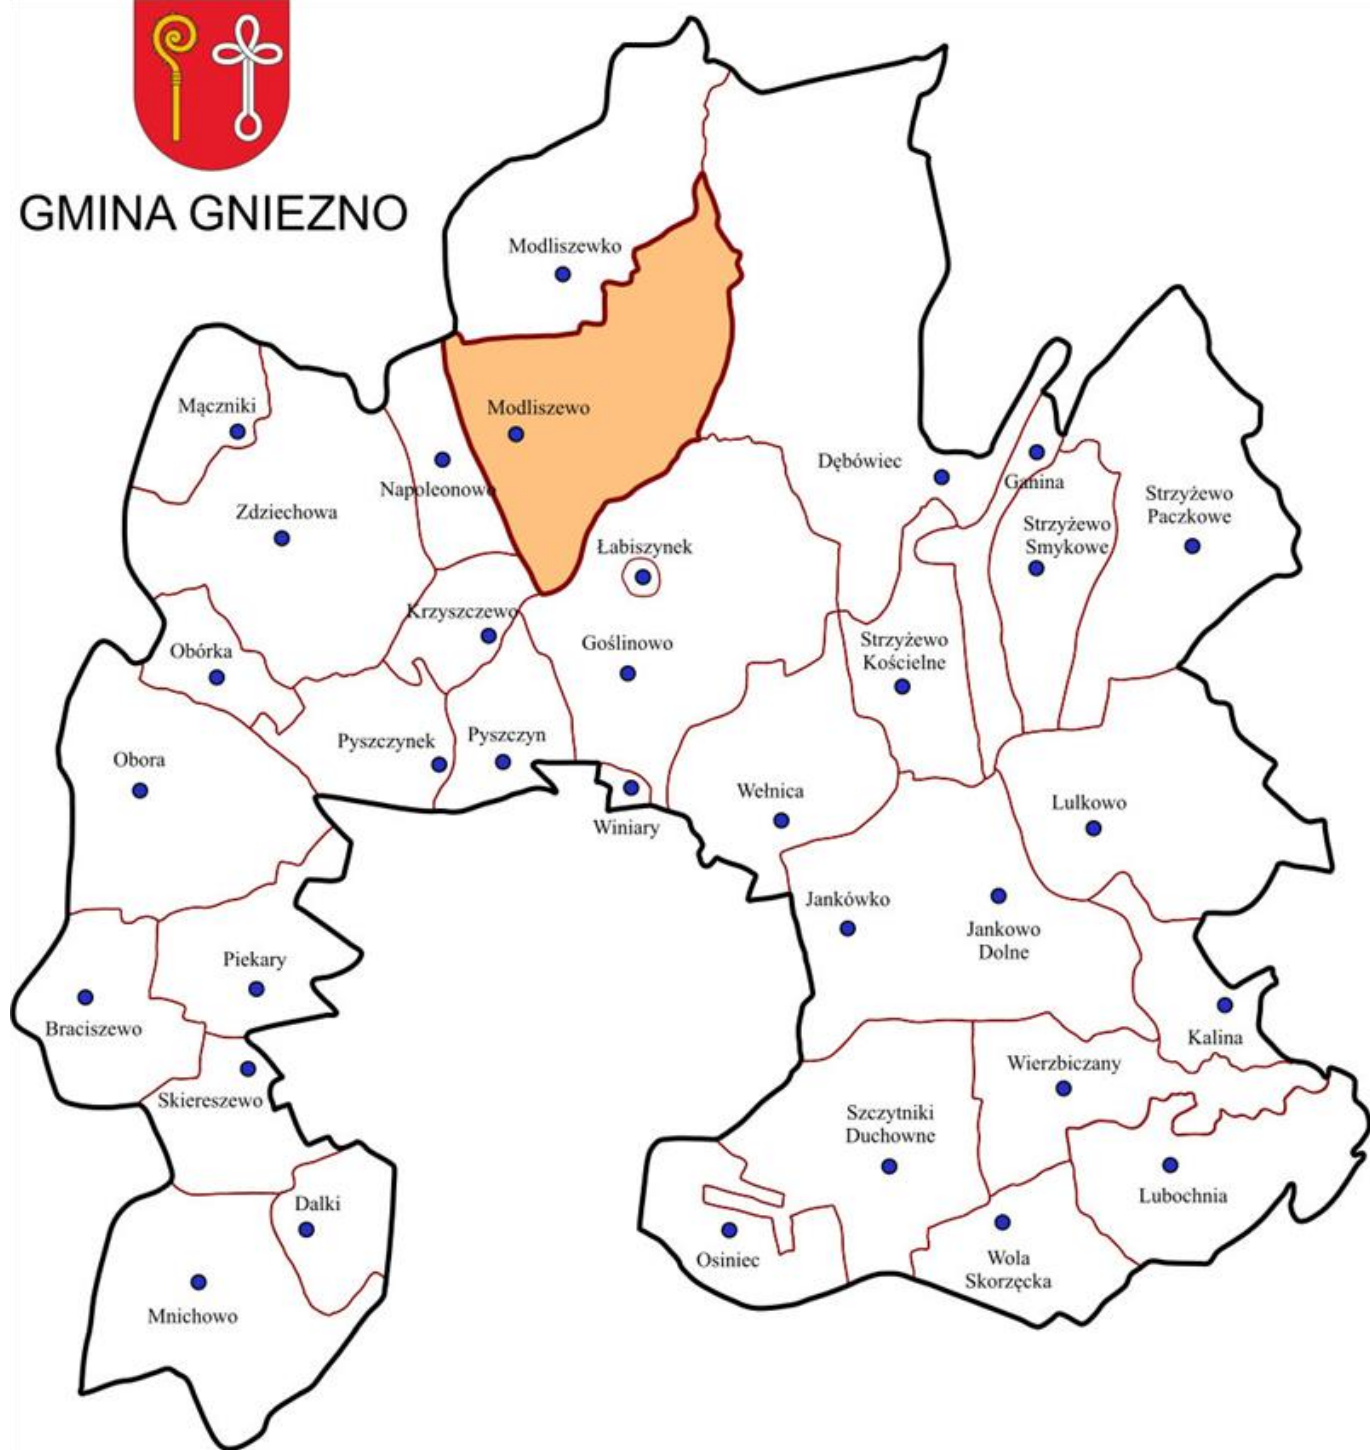 GMINA GNIEZNO
Modliszewko
Mączniki
Modliszewo
Napoleonowo
Dębówiec
Ganina
Strzyżewo
Paczkowe
Zdziechowa
Strzyżewo
Smykowe
Łabiszynek
Krzyszczewo
Obórka
Goślinowo
Strzyżewo
Kościelne
Pyszczynek
Pyszczyn
Obora
Wełnica
Lulkowo
Winiary
Jankówko
Jankowo
Dolne
Piekary
Braciszewo
Kalina
Skiereszewo
Wierzbiczany
Szczytniki
Duchowne
Lubochnia
Dalki
Osiniec
Wola
Skorzęcka
Mnichowo